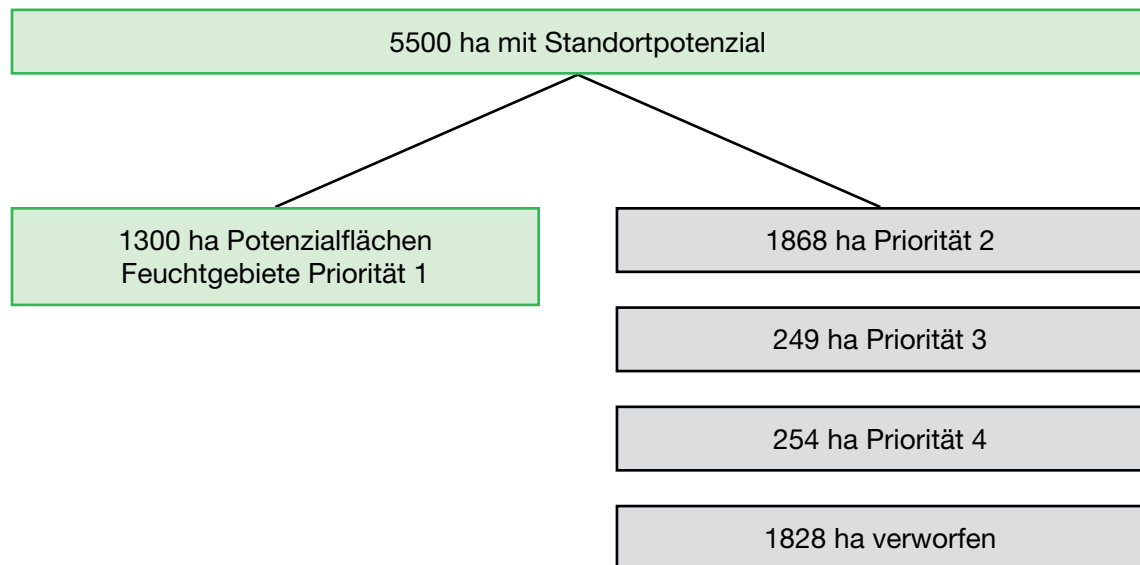 5500 ha mit Standortpotenzial
1300 ha Potenzialflächen
Feuchtgebiete Priorität 1
1868 ha Priorität 2
249 ha Priorität 3
254 ha Priorität 4
1828 ha verworfen